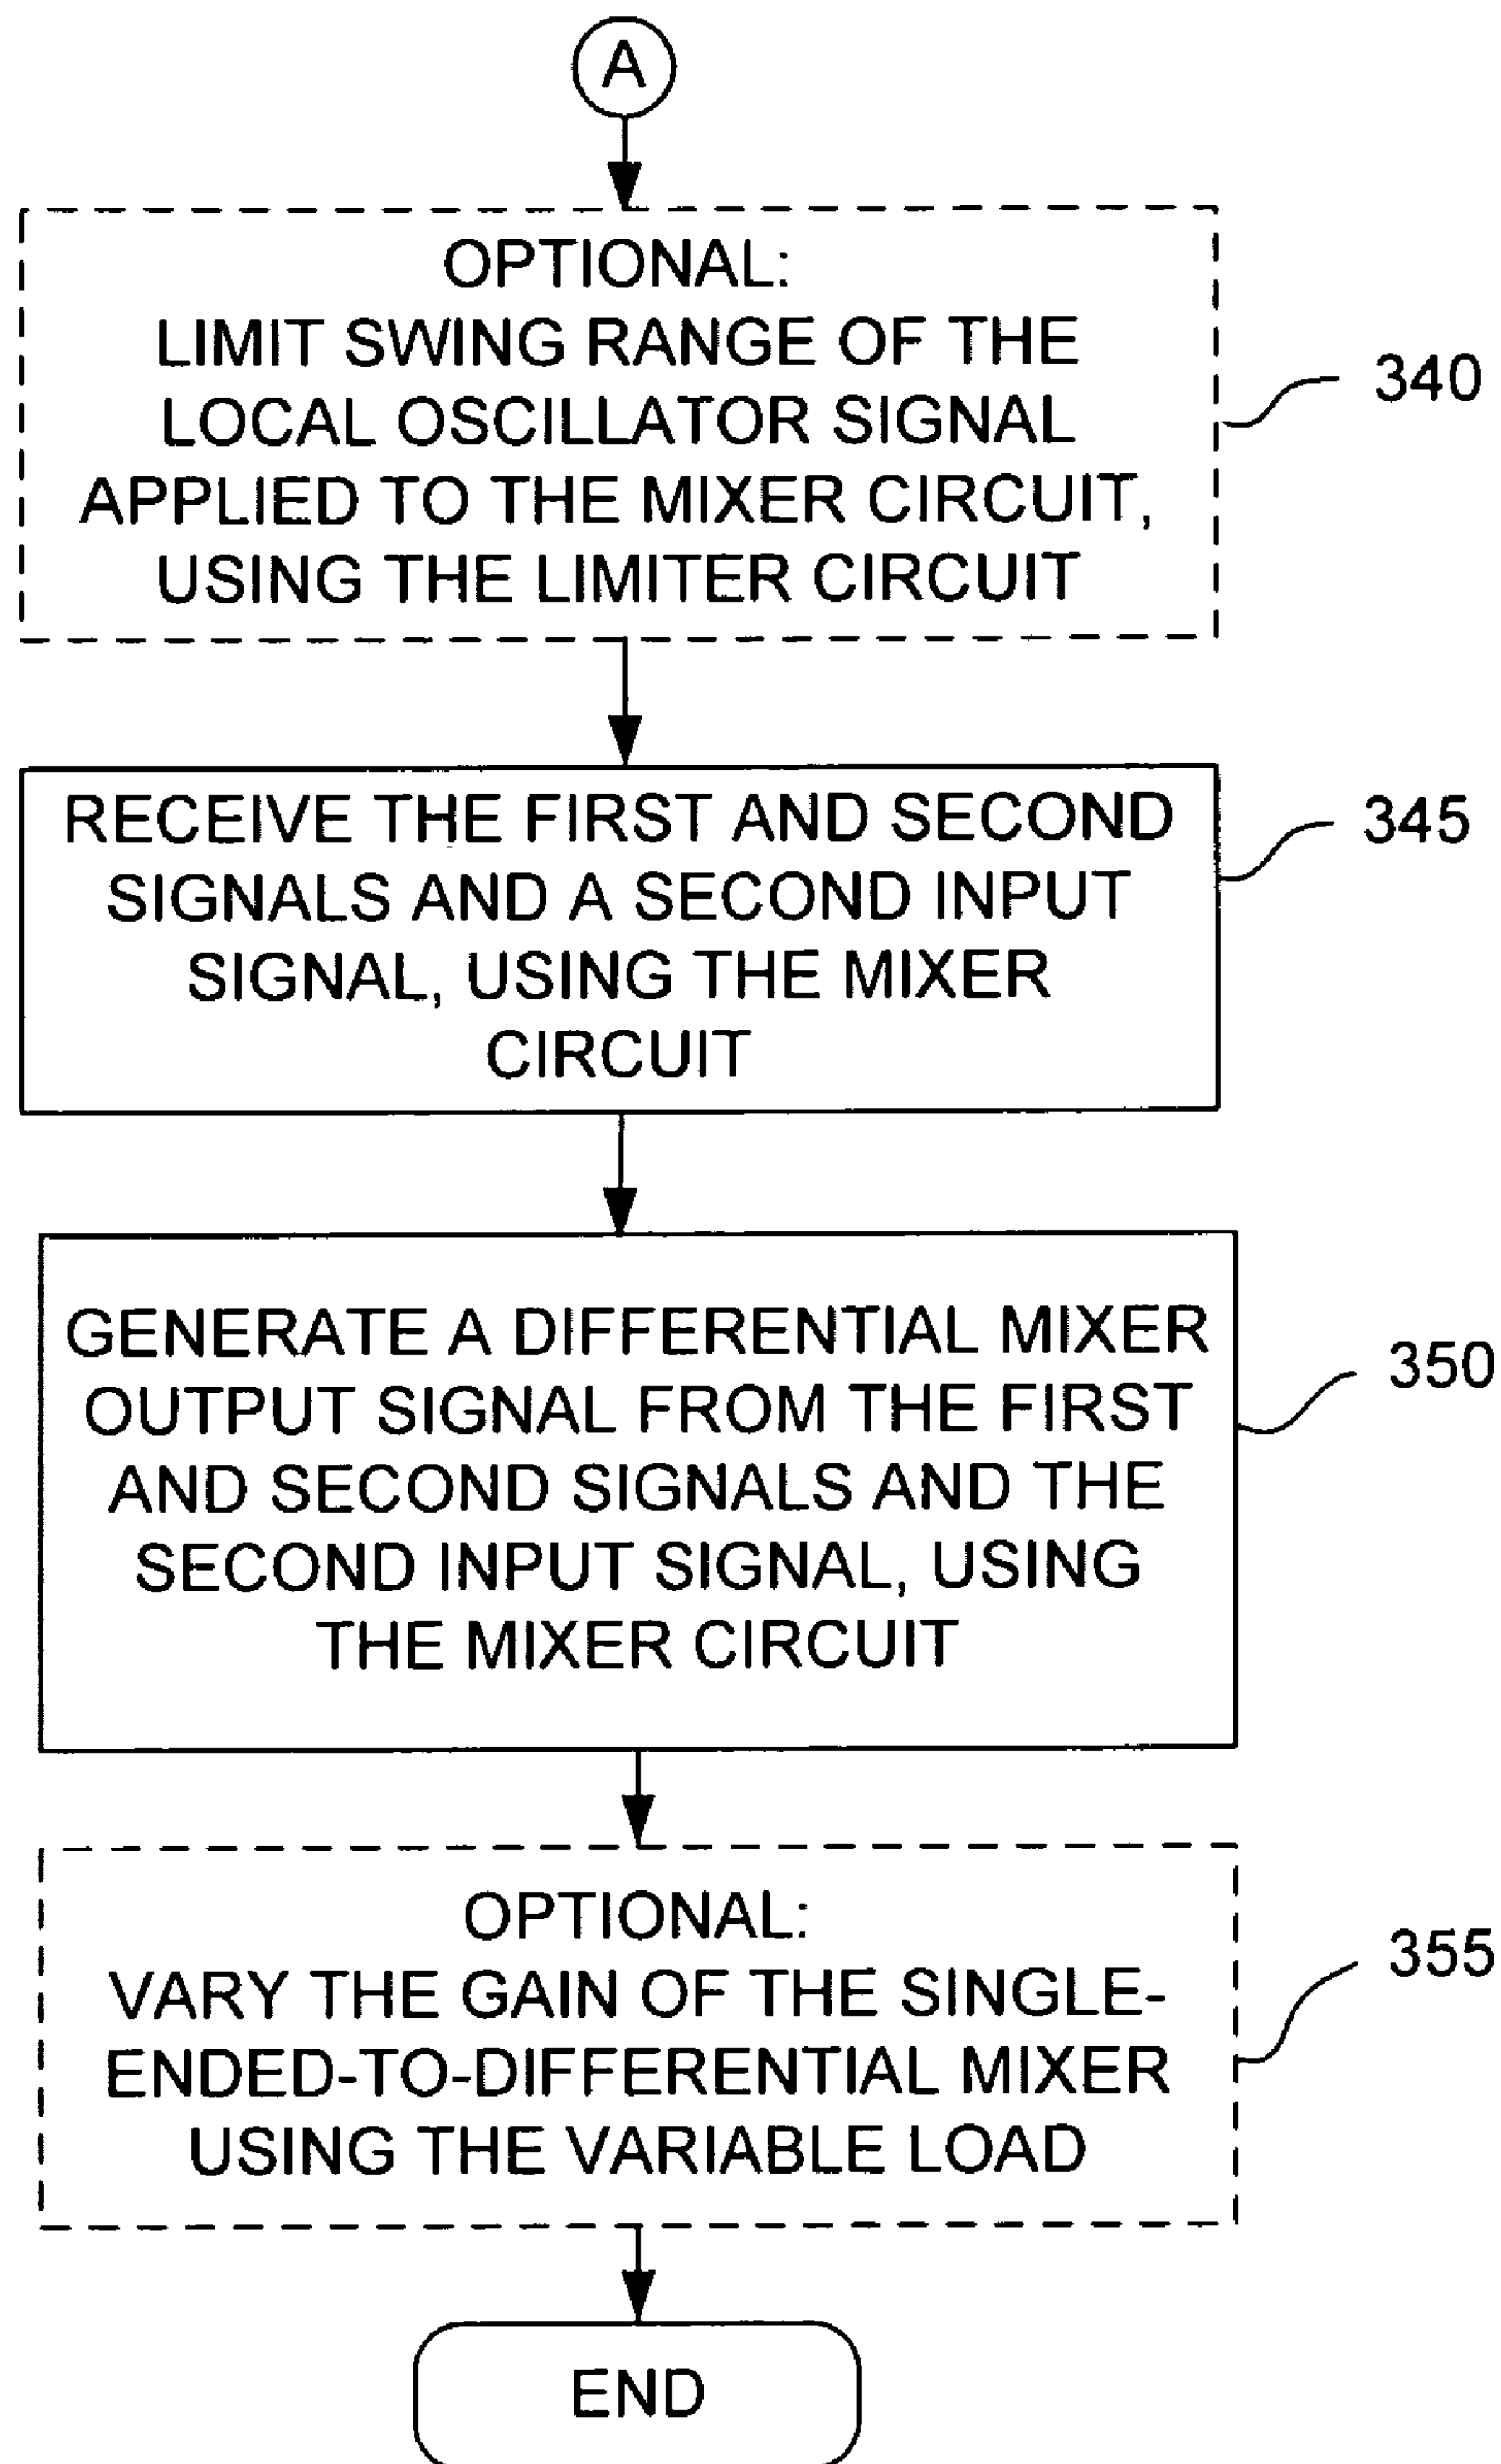 A
OPTIONAL:
LIMIT SWING RANGE OF THE
LOCAL OSCILLATOR SIGNAL
APPLIED TO THE MIXER CIRCUIT,
USING THE LIMITER CIRCUIT
340
RECEIVE THE FIRST AND SECOND
SIGNALS AND A SECOND INPUT
SIGNAL, USING THE MIXER
CIRCUIT
345
GENERATE A DIFFERENTIAL MIXER
OUTPUT SIGNAL FROM THE FIRST
AND SECOND SIGNALS AND THE
SECOND INPUT SIGNAL, USING
THE MIXER CIRCUIT
350
OPTIONAL:
VARY THE GAIN OF THE SINGLE-
ENDED-TO-DIFFERENTIAL MIXER
USING THE VARIABLE LOAD
355
END